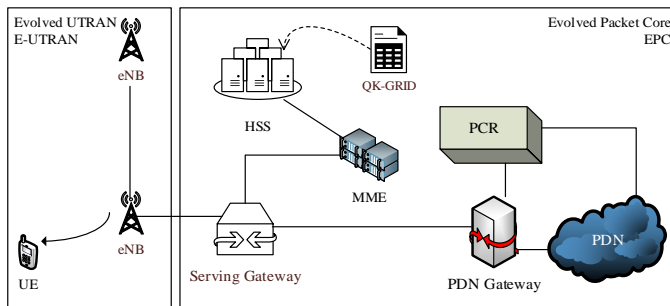 Evolved UTRAN
E-UTRAN
Evolved Packet Core
EPC
eNB
QK-GRID
HSS
PCR
MME
eNB
UE
Serving Gateway
PDN Gateway
PDN